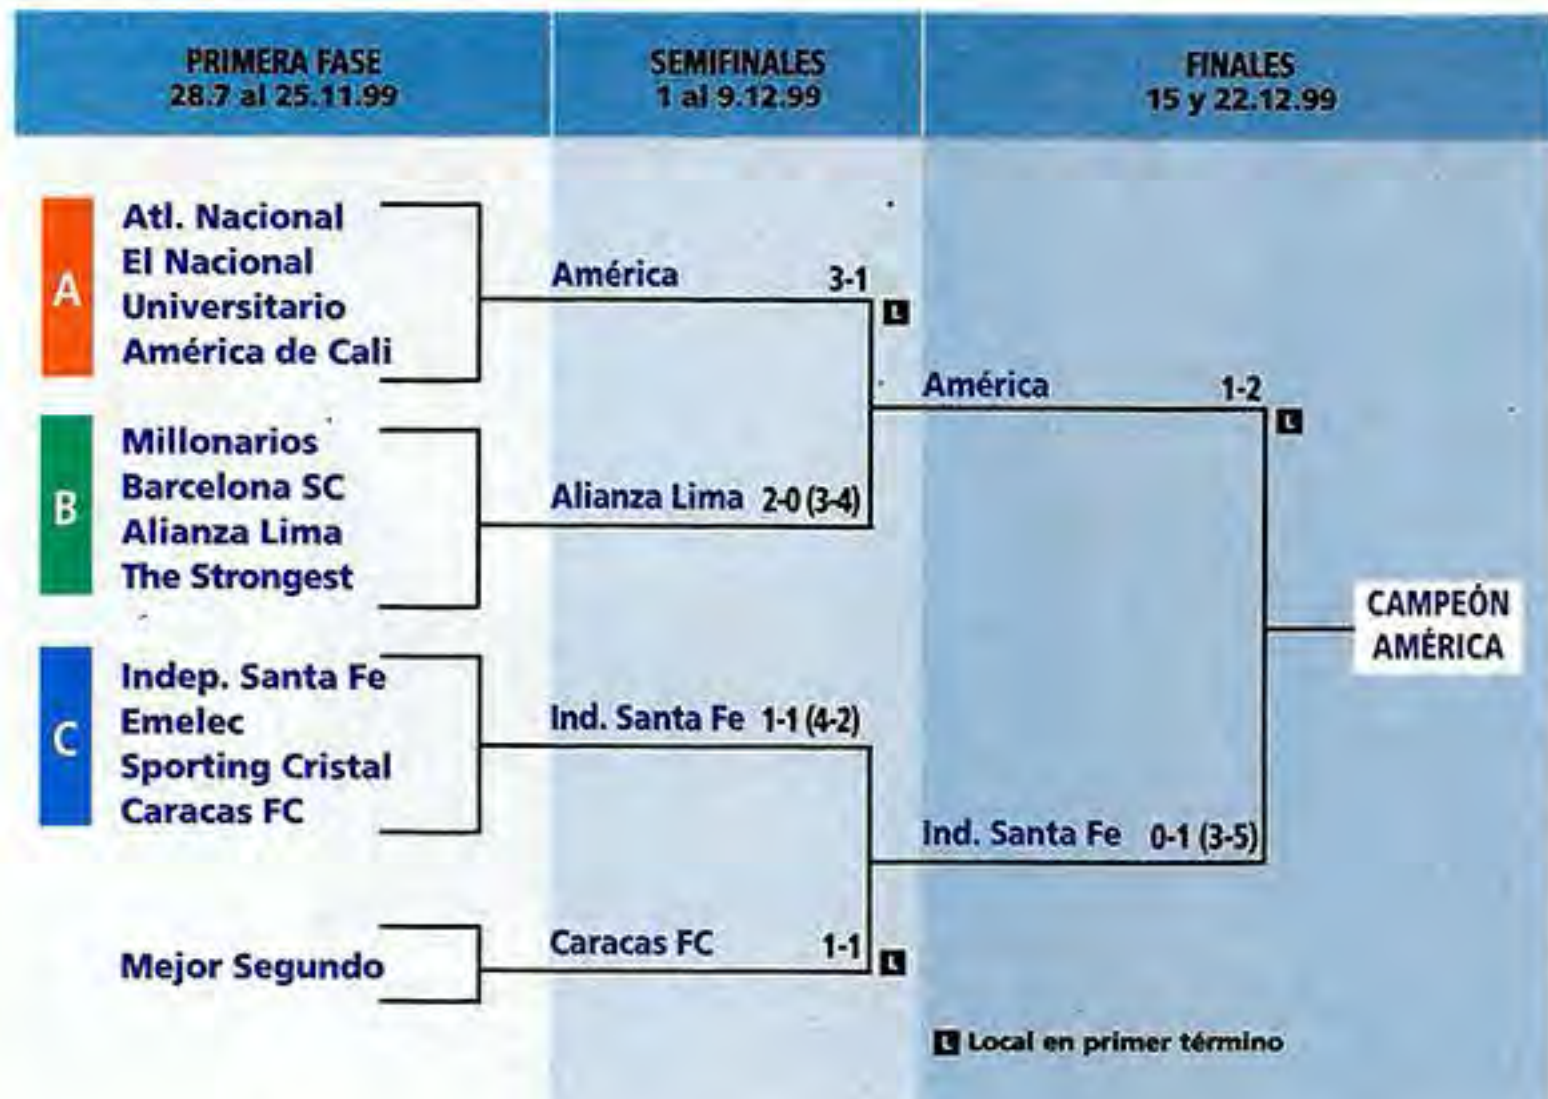 PRIMERA FASE
28.7 al 25.11.99
SEMIFINALES
1 al 9.12.99
FINALES
15 y 22.12.99
A
Atl. Nacional
El Nacional
Universitario
América de Cali
B
Millonarios
Barcelona SC
Alianza Lima
The Strongest
C
Indep. Santa Fe
Emelec
Sporting Cristal
Caracas FC
Mejor Segundo
América 3-1
L
Alianza Lima 2-0 (3-4)
Ind. Santa Fe 1-1 (4-2)
Caracas FC 1-1
L
América 1-2
L
Ind. Santa Fe 0-1 (3-5)
CAMPEÓN
AMÉRICA
L Local en primer término